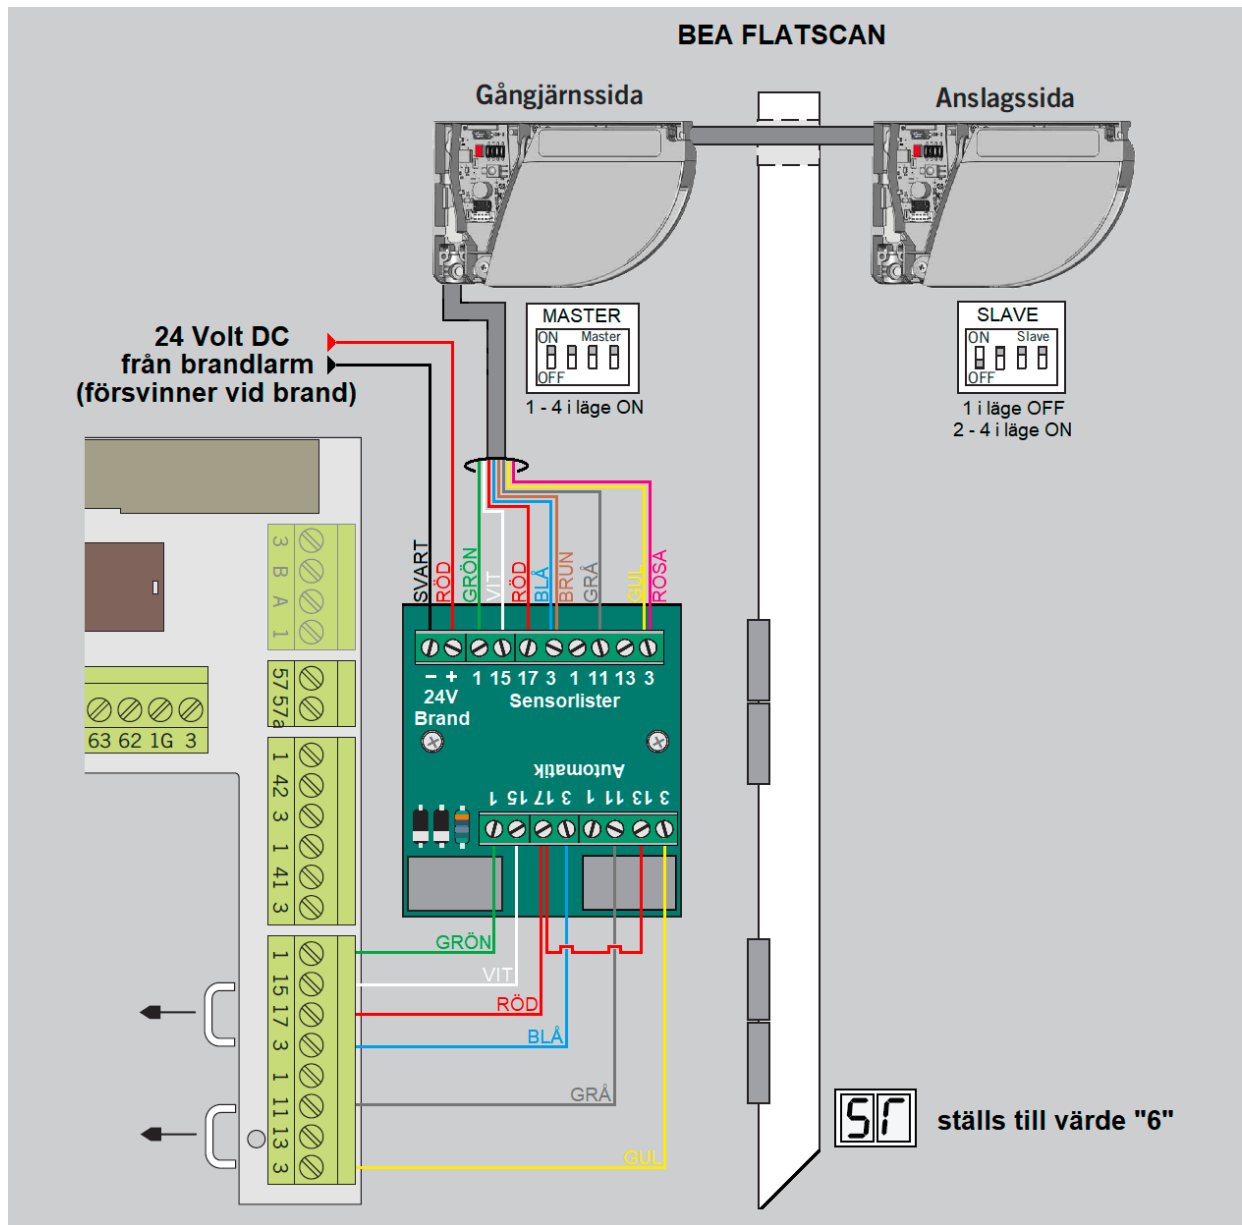 BEA FLATSCAN
Gångjärnssida
Anslagssida
MASTER
ON Master
OFF
1 - 4 i läge ON
SLAVE
ON Slave
OFF
1 i läge OFF
2 - 4 i läge ON
24 Volt DC
från brandlarm
(försvinner vid brand)
SVART
RÖD
GRÖN
VIT
RÖD
BLÅ
BRUN
GRÅ
GUL
ROSA
3
B
A
1
57
57a
63 62 1G 3
1
42
3
1
41
3
1
15
17
3
1
11
13
3
− + 1 15 17 3 1 11 13 3
24V
Brand
Sensorlister
Automatik
1 15 17 3 1 11 13 3
GRÖN
VIT
RÖD
BLÅ
GRÅ
GUL
Sr
ställs till värde "6"